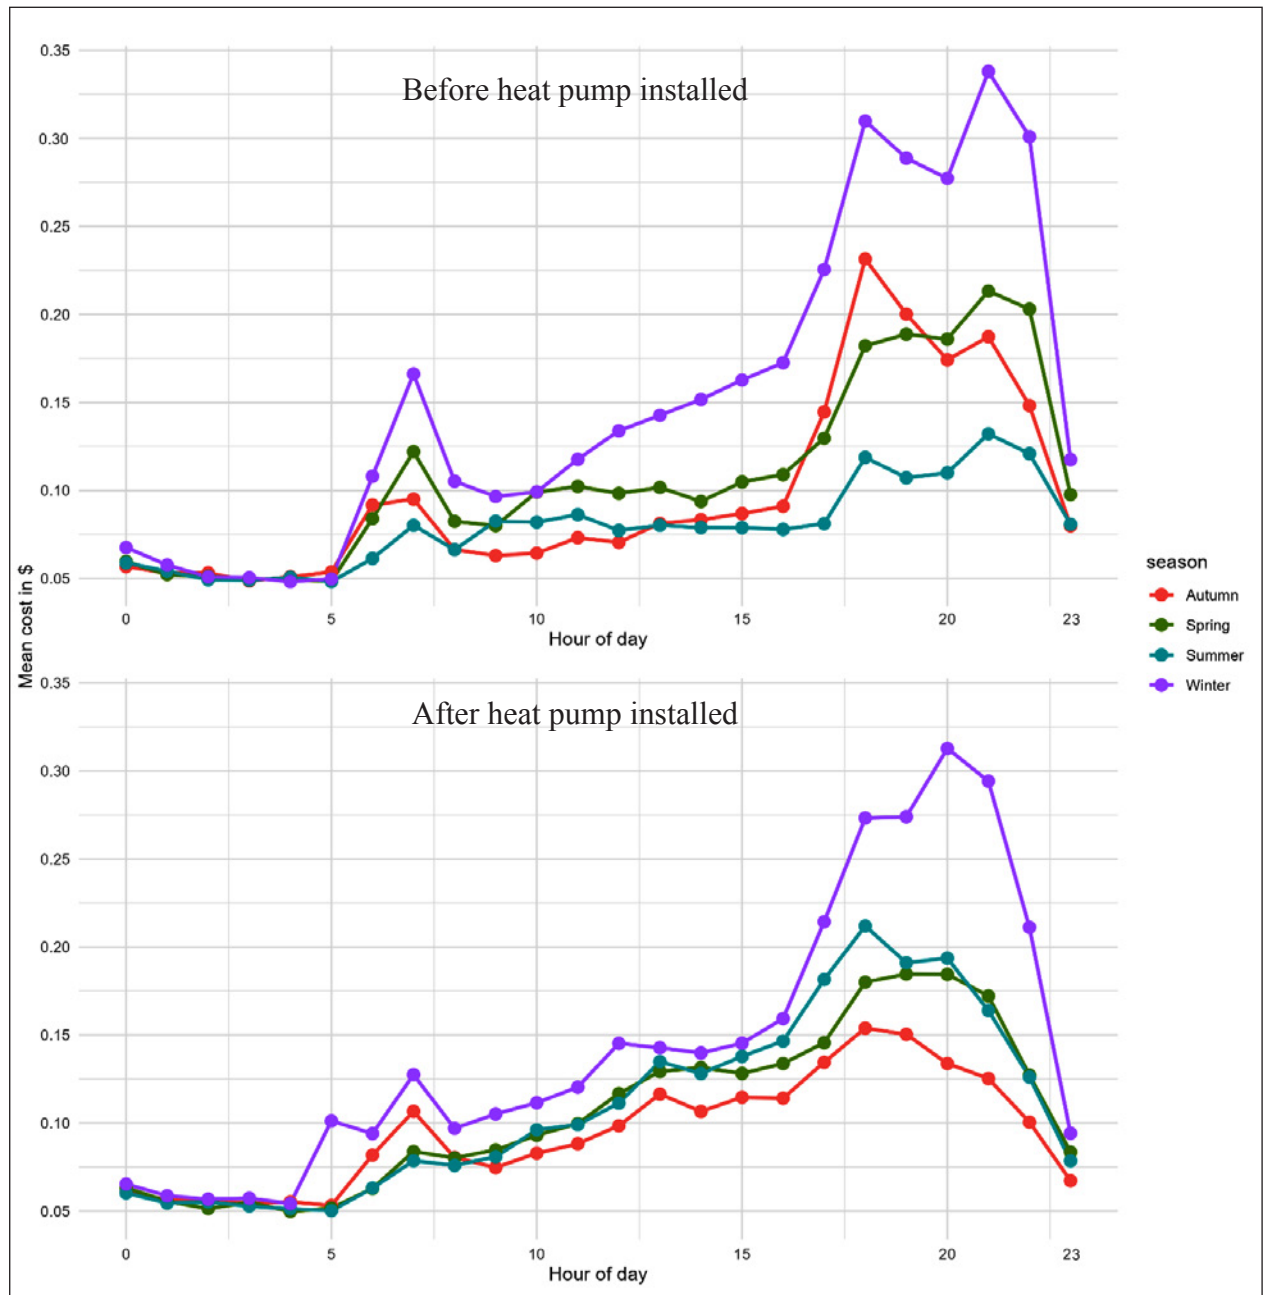 Before heat pump installed
0.35
0.30
0.25
0.20
0.15
0.10
0.05
0 5 10 15 20 23
Hour of day
Mean cost in $
season
Autumn
Spring
Summer
Winter
After heat pump installed
0.35
0.30
0.25
0.20
0.15
0.10
0.05
0 5 10 15 20 23
Hour of day